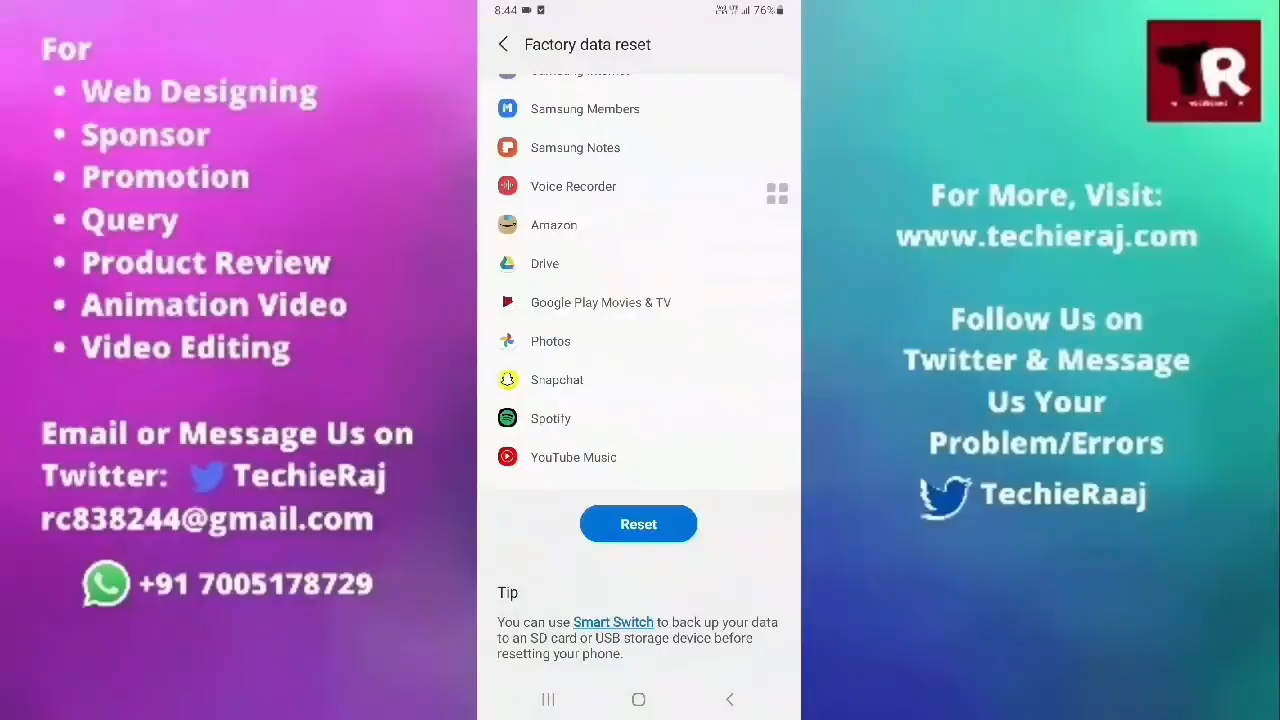 For
• Web Designing
• Sponsor
• Promotion
• Query
• Product Review
• Animation Video
• Video Editing
Email or Message Us on
Twitter: TechieRaj
rc838244@gmail.com
+91 7005178729
8.44
76%
Factory data reset
Samsung Internet
Samsung Members
Samsung Notes
Voice Recorder
Amazon
Drive
Google Play Movies & TV
Photos
Snapchat
Spotify
YouTube Music
Reset
Tip
You can use Smart Switch to back up your data
to an SD card or USB storage device before
resetting your phone.
TR
For More, Visit:
www.techieraj.com
Follow Us on
Twitter & Message
Us Your
Problem/Errors
TechieRaaj